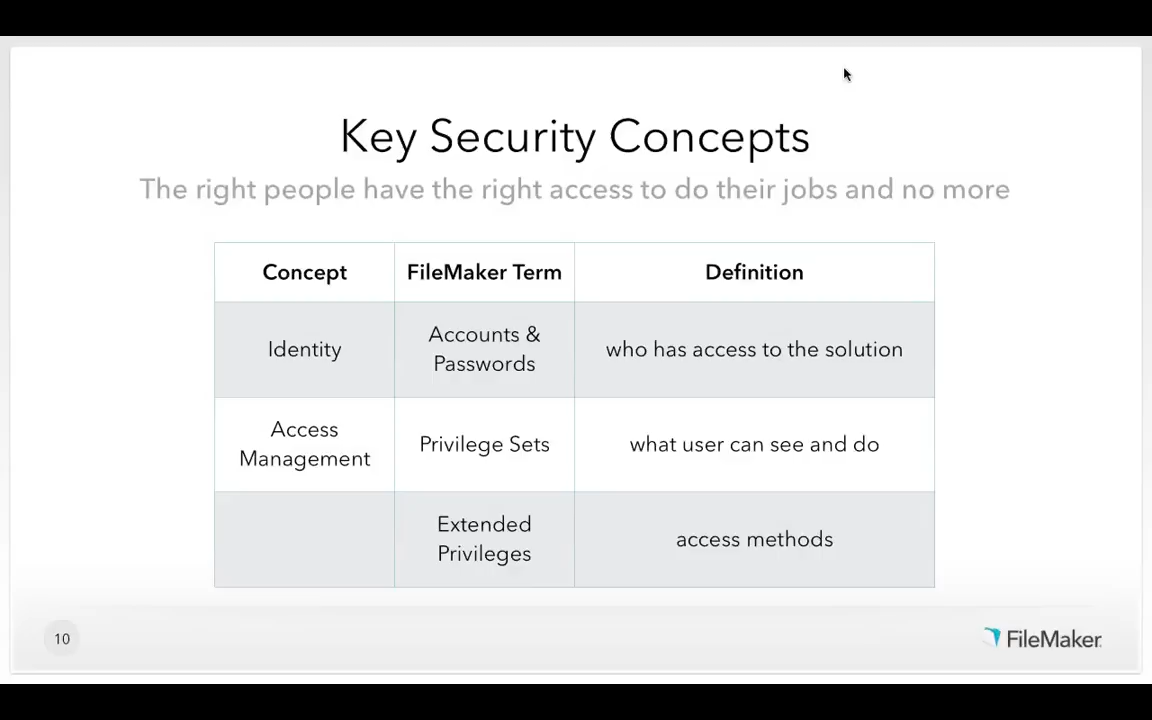 Key Security Concepts
The right people have the right access to do their jobs and no more
Concept
FileMaker Term
Definition
Identity
Accounts &
Passwords
who has access to the solution
Access
Management
Privilege Sets
what user can see and do
Extended
Privileges
access methods
10
FileMaker